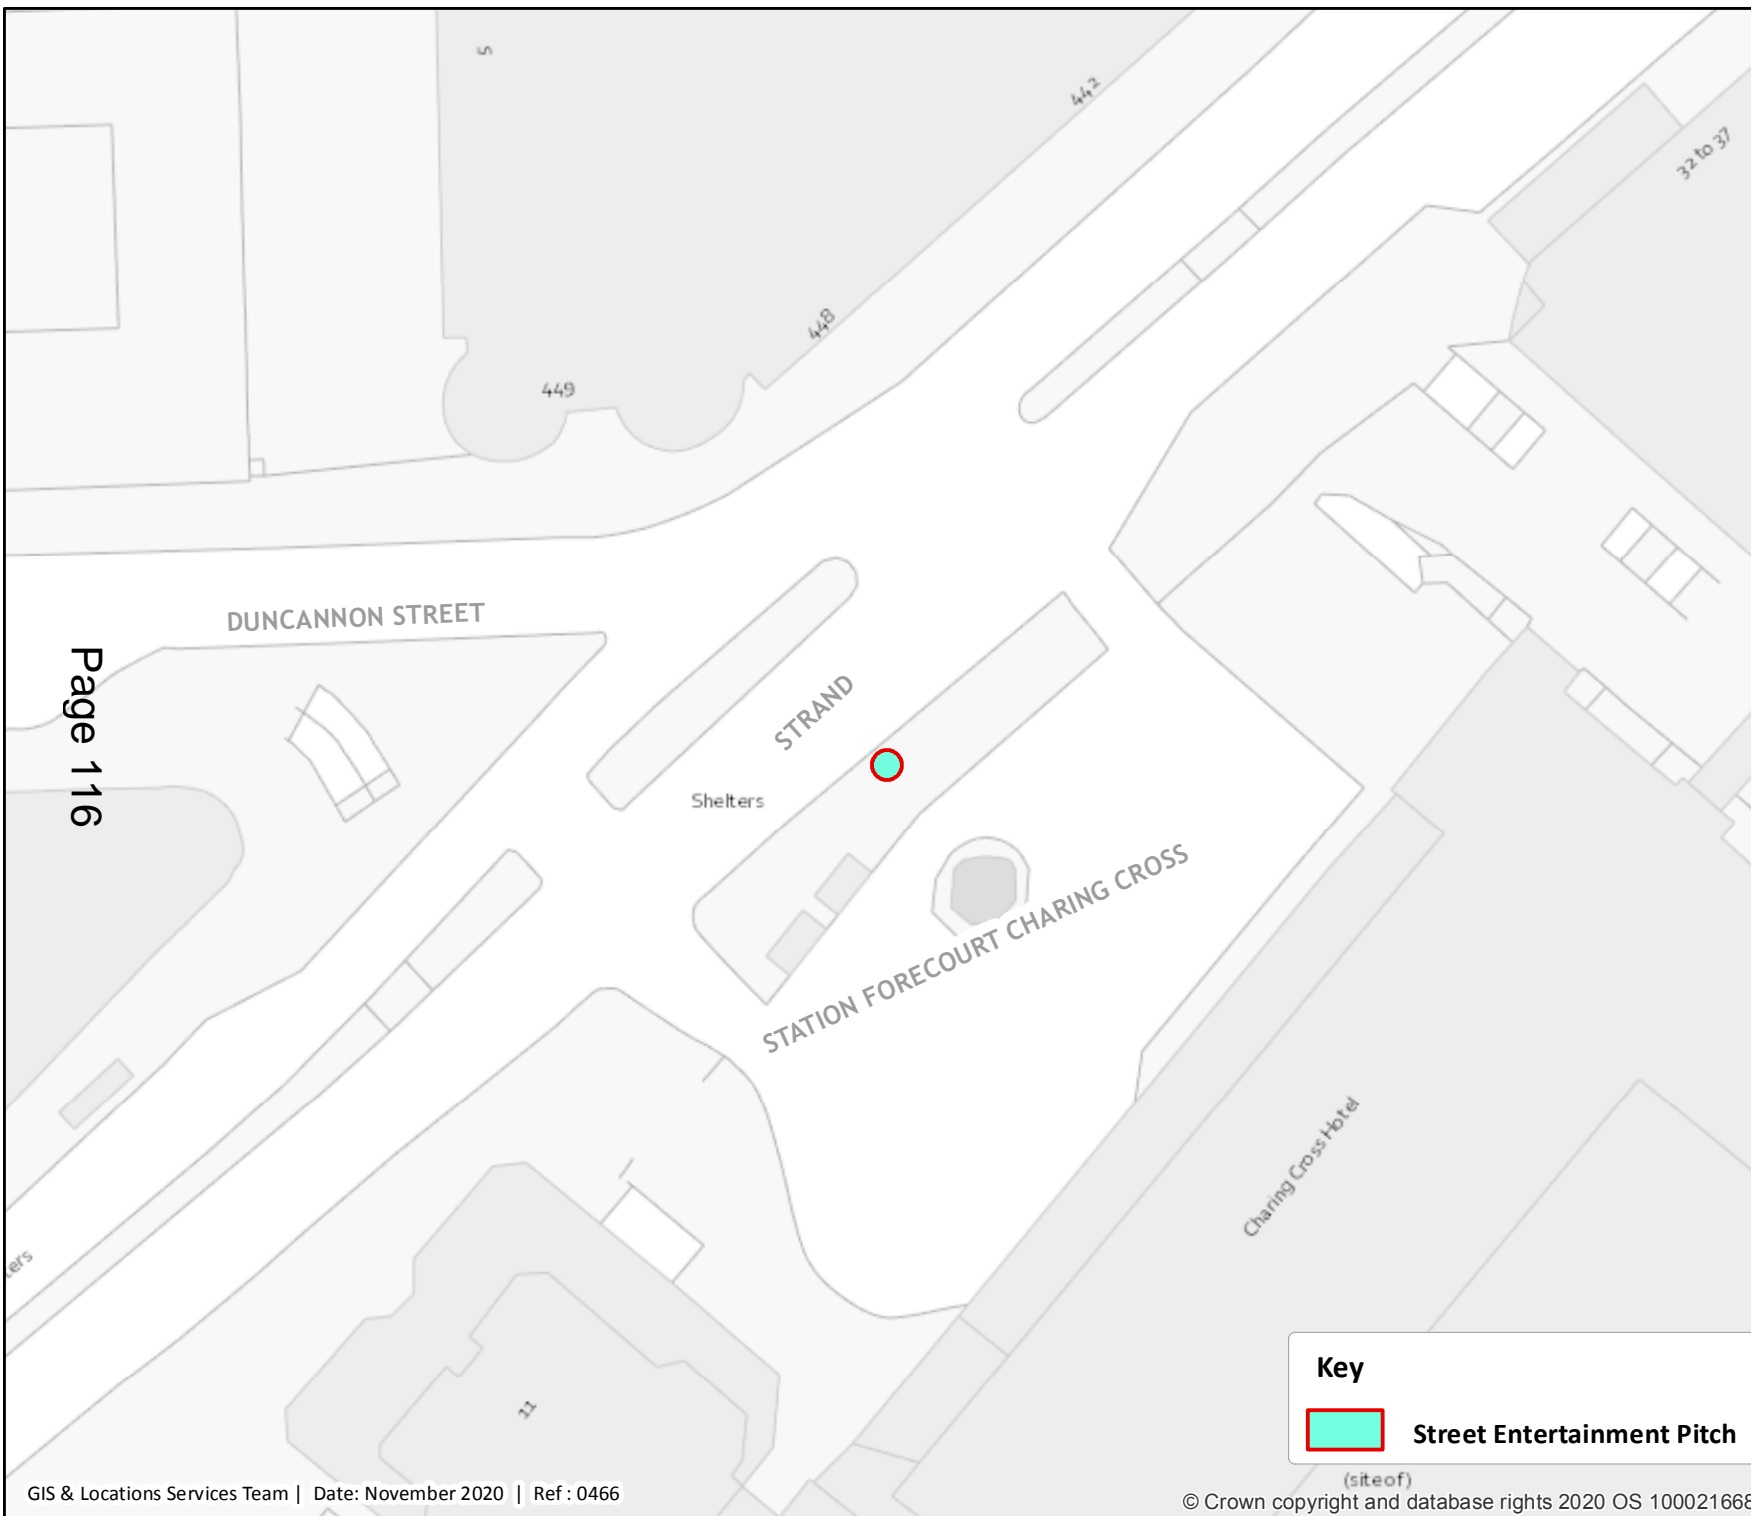 5
442
32 to 37
448
449
DUNCANNON STREET
Page 116
STRAND
Shelters
STATION FORECOURT CHARING CROSS
Charing Cross Hotel
11
Key
Street Entertainment Pitch
(site of)
GIS & Locations Services Team | Date: November 2020 | Ref : 0466
© Crown copyright and database rights 2020 OS 100021668